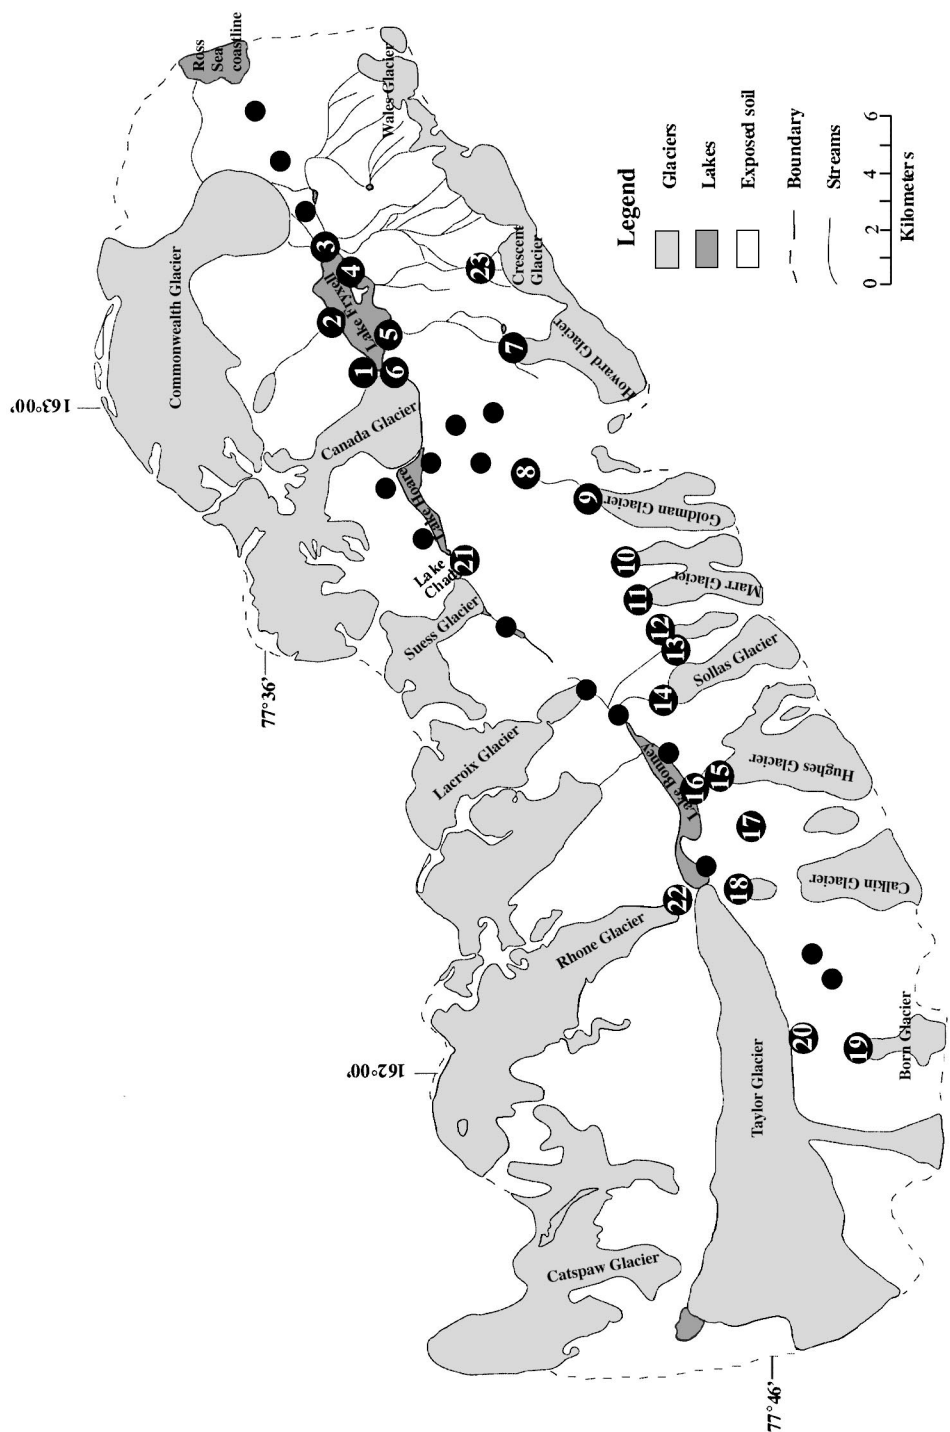 Ross
Sea
coastline
Wales Glacier
Commonwealth Glacier
3
4
2
Lake Fryxell
5
1
6
23
Crescent
Glacier
7
Howard Glacier
163°00'
Canada Glacier
Lake Hoare
8
9
Goldman Glacier
Lake
Chad
21
10
11
Marr Glacier
Suess Glacier
12
13
Sollas Glacier
14
77°36'
Lacroix Glacier
Lake Bonney
16
15
Hughes Glacier
17
18
Calkin Glacier
22
Rhone Glacier
20
19
Born Glacier
162°00'
Taylor Glacier
Catspaw Glacier
77°46'
Legend
Glaciers
Lakes
Exposed soil
Boundary
Streams
0 2 4 6
Kilometers